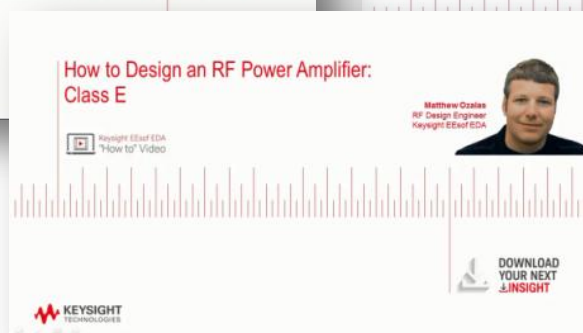 How to Design an RF Power Amplifier:
Class E
Matthew Ozalas
RF Design Engineer
Keysight EEsof EDA
Keysight EEsof EDA
"How to" Video
DOWNLOAD
YOUR NEXT
INSIGHT
KEYSIGHT
TECHNOLOGIES